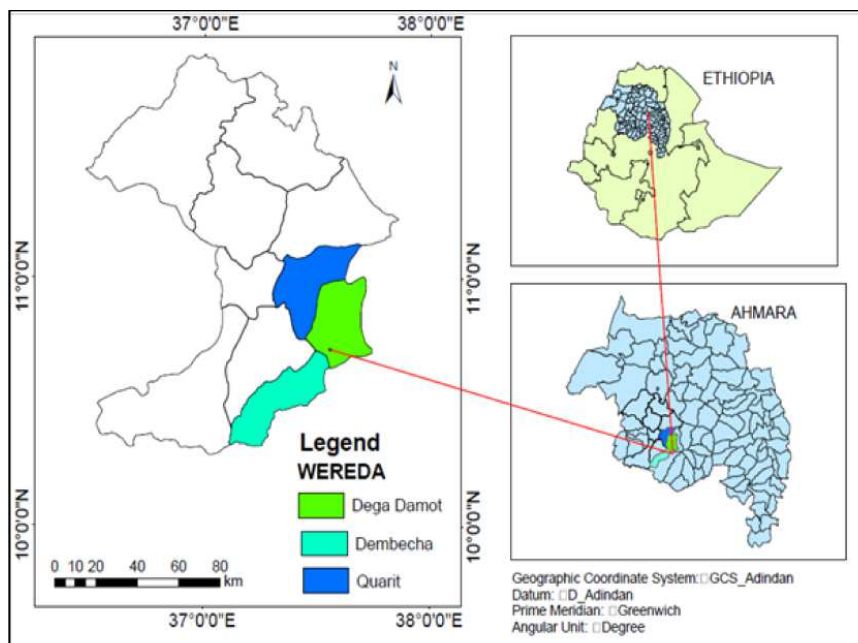 37°0'0"E
38°0'0"E
N
11°0'0"N
10°0'0"N
Legend
WEREDA
Dega Damot
Dembecha
Quarit
0 10 20 40 60 80
km
37°0'0"E
38°0'0"E
ETHIOPIA
11°0'0"N
AHMARA
10°0'0"N
Geographic Coordinate System: □GCS_Adindan
Datum: □D_Adindan
Prime Meridian: □Greenwich
Angular Unit: □Degree